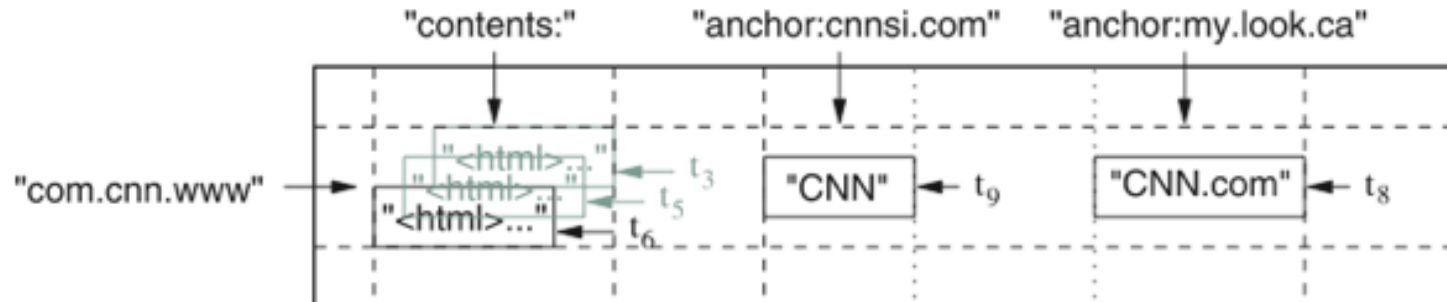 "contents:" "anchor:cnnsi.com" "anchor:my.look.ca"
"<html>..." t3
"com.cnn.www" "<html>..." t5 "CNN" t9 "CNN.com" t8
"<html>..." t6